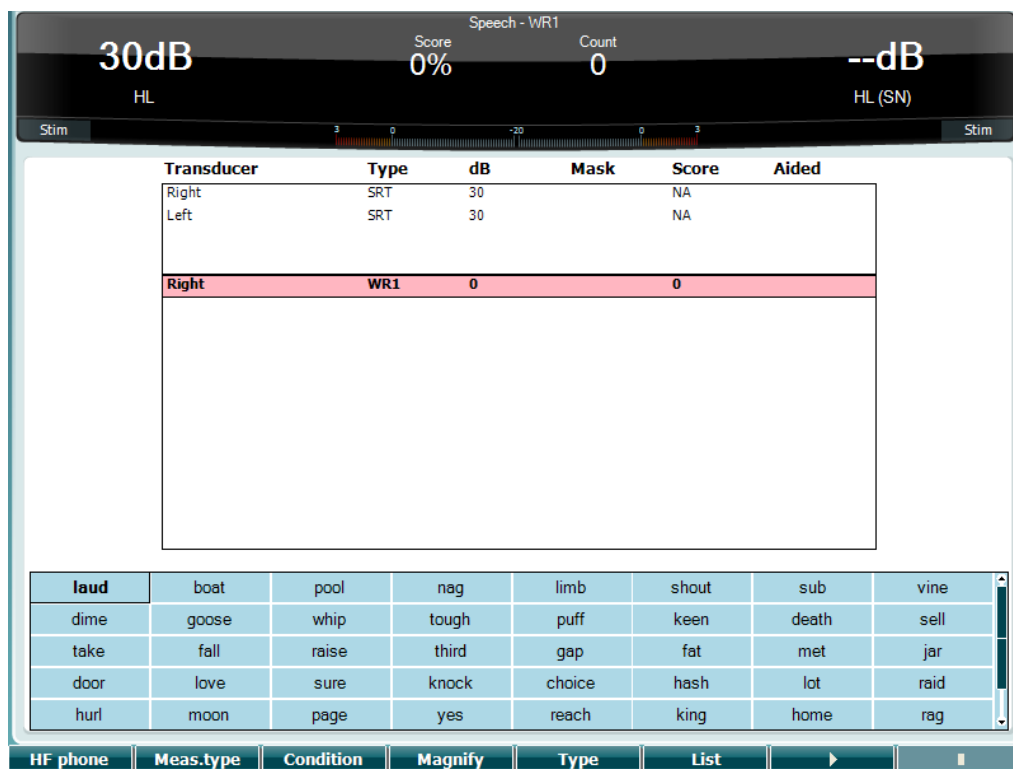 Speech - WR1
30dB Score Count --dB
0% 0
HL HL (SN)
Stim 3 0 -20 0 3 Stim
Transducer Type dB Mask Score Aided
Right SRT 30 NA
Left SRT 30 NA
Right WR1 0 0
laud boat pool nag limb shout sub vine
dime goose whip tough puff keen death sell
take fall raise third gap fat met jar
door love sure knock choice hash lot raid
hurl moon page yes reach king home rag
HF phone Meas.type Condition Magnify Type List